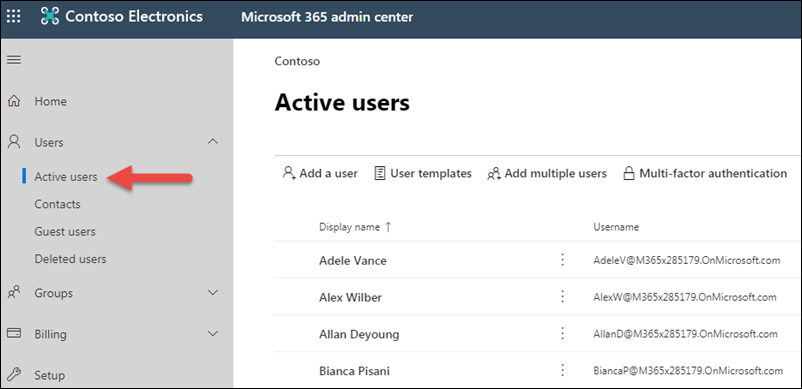 Contoso Electronics Microsoft 365 admin center
Contoso
Active users
Home
Users
Active users
Contacts
Guest users
Deleted users
Groups
Billing
Setup
Add a user User templates Add multiple users Multi-factor authentication
Display name ↑ Username
Adele Vance AdeleV@M365x285179.OnMicrosoft.com
Alex Wilber AlexW@M365x285179.OnMicrosoft.com
Allan Deyoung AllanD@M365x285179.OnMicrosoft.com
Bianca Pisani BiancaP@M365x285179.OnMicrosoft.com